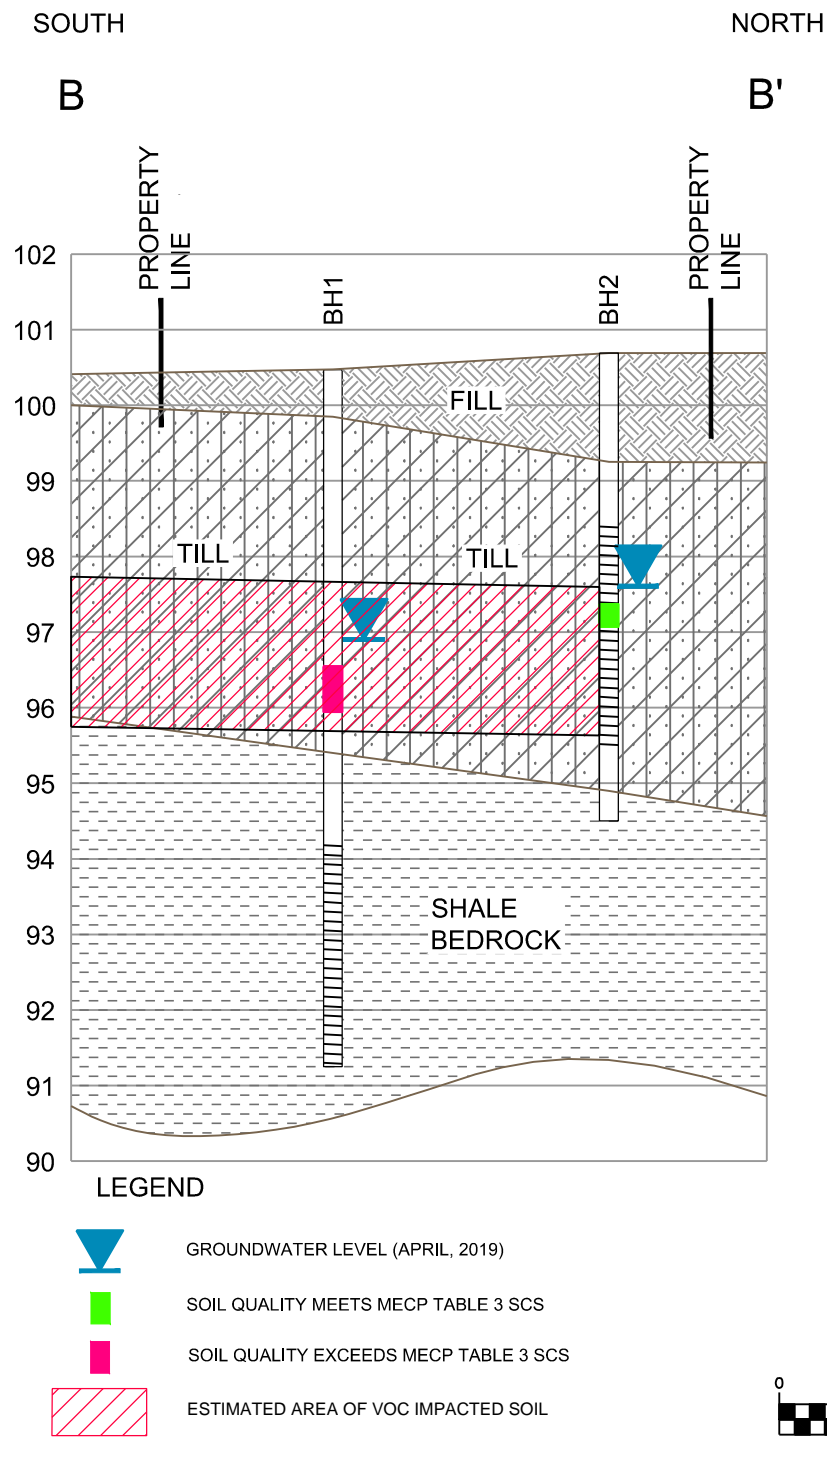 SOUTH
NORTH
B
B'
PROPERTY
LINE
PROPERTY
LINE
BH1
BH2
102
101
100
99
98
97
96
95
94
93
92
91
90
FILL
TILL
TILL
SHALE
BEDROCK
LEGEND
GROUNDWATER LEVEL (APRIL, 2019)
SOIL QUALITY MEETS MECP TABLE 3 SCS
SOIL QUALITY EXCEEDS MECP TABLE 3 SCS
ESTIMATED AREA OF VOC IMPACTED SOIL
0